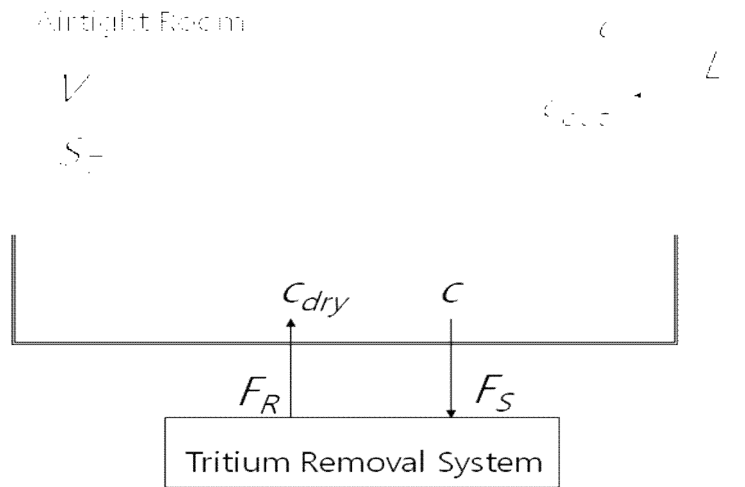 Airtight Room
V
L
S
c_dry c
F_R F_S
Tritium Removal System